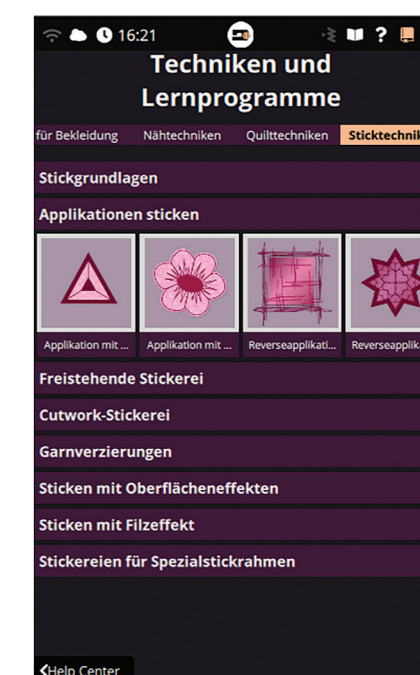 16:21
?
Techniken und
Lernprogramme
für Bekleidung Nähtechniken Quilttechniken Sticktechnik
Stickgrundlagen
Applikationen sticken
Applikation mit ... Applikation mit ... Reverseapplikati... Reverseapplika
Freistehende Stickerei
Cutwork-Stickerei
Garnverzierungen
Sticken mit Oberflächeneffekten
Sticken mit Filzeffekt
Stickereien für Spezialstickrahmen
Help Center